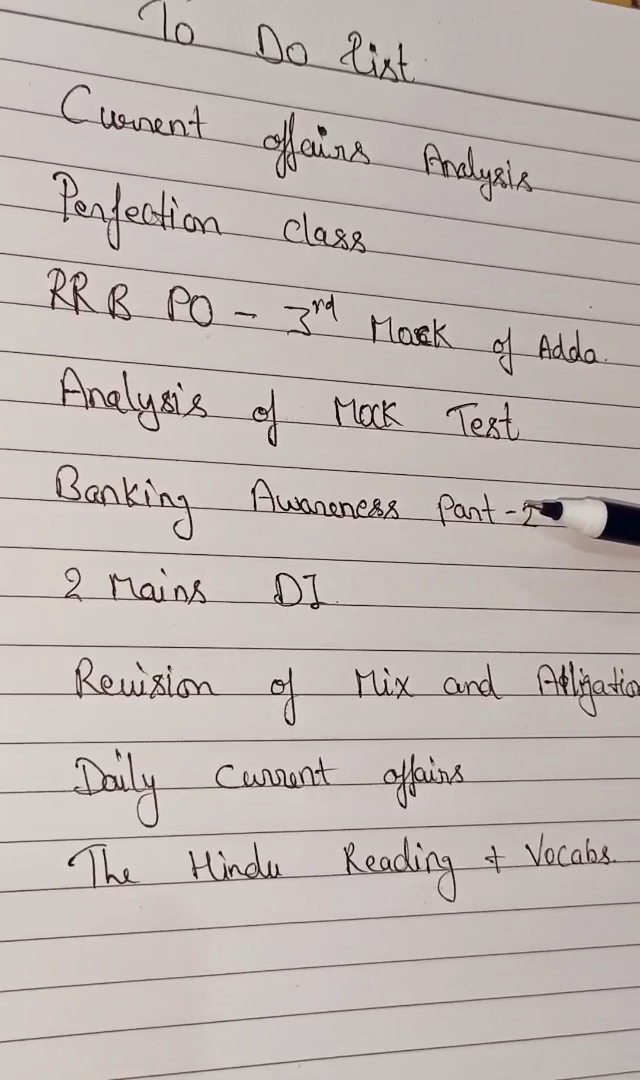 To Do list
Current affairs Analysis
Perfection class
RRB PO - 3rd Mock of Adda.
Analysis of Mock Test
Banking Awareness Part-2
2 Mains DI
Revision of Mix and Alligatio
Daily Current affairs
The Hindu Reading + Vocabs.